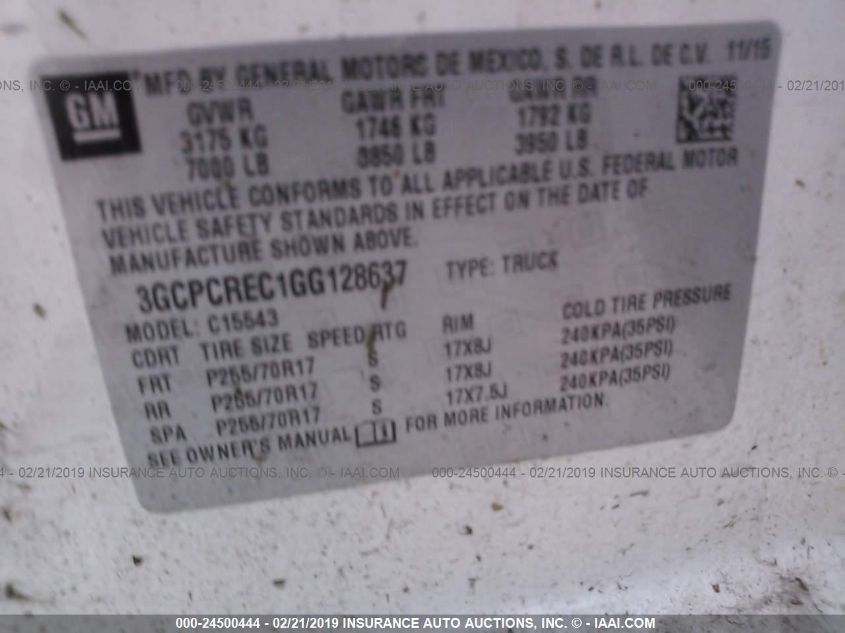 MFD BY GENERAL MOTORS DE MEXICO, S. DE R.L. DE C.V. 11/15
GM
GVWR GAWR FRT GAWR RR
3175 KG 1746 KG 1792 KG
7000 LB 3850 LB 3950 LB
THIS VEHICLE CONFORMS TO ALL APPLICABLE U.S. FEDERAL MOTOR
VEHICLE SAFETY STANDARDS IN EFFECT ON THE DATE OF
MANUFACTURE SHOWN ABOVE.
3GCPCREC1GG128637 TYPE: TRUCK
MODEL: C15543
CDRT TIRE SIZE SPEED RTG RIM COLD TIRE PRESSURE
FRT P255/70R17 S 17X8J 240KPA(35PSI)
RR P255/70R17 S 17X8J 240KPA(35PSI)
SPA P255/70R17 S 17X7.5J 240KPA(35PSI)
SEE OWNER'S MANUAL FOR MORE INFORMATION.
000-24500444 - 02/21/2019 INSURANCE AUTO AUCTIONS, INC. - © IAAI.COM